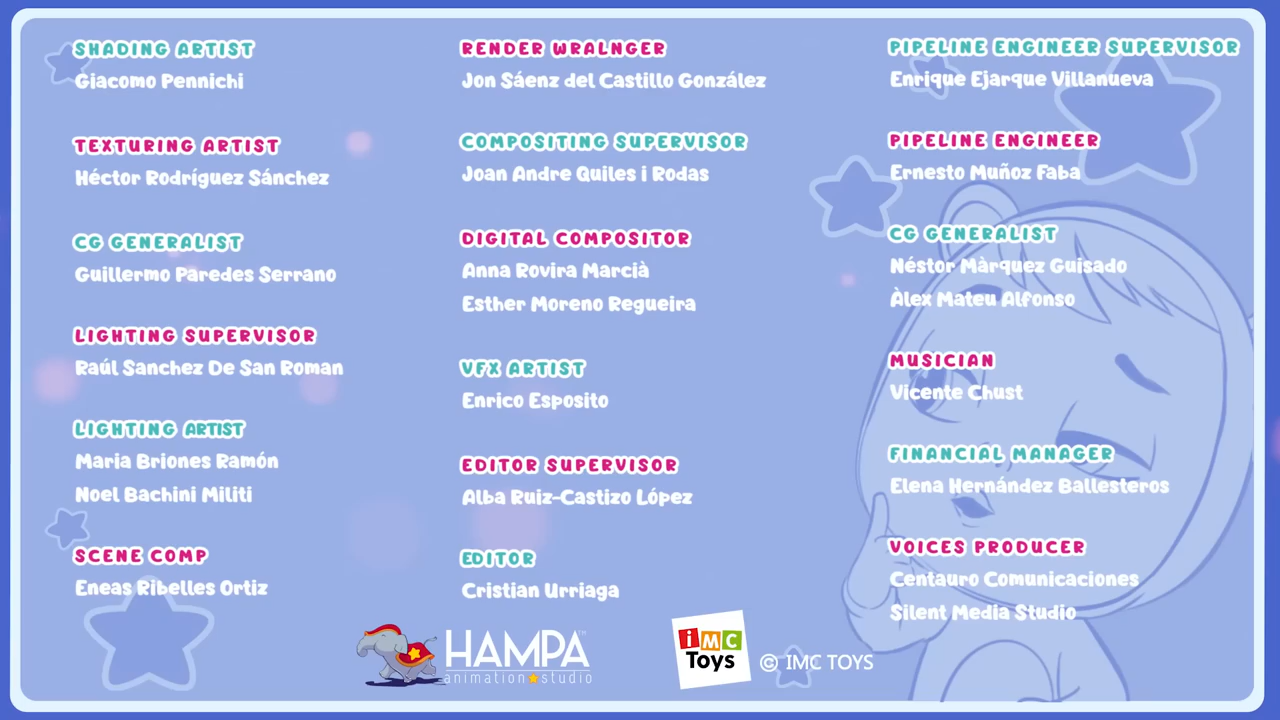 SHADING ARTIST
Giacomo Pennichi
TEXTURING ARTIST
Héctor Rodríguez Sánchez
CG GENERALIST
Guillermo Paredes Serrano
LIGHTING SUPERVISOR
Raúl Sanchez De San Roman
LIGHTING ARTIST
Maria Briones Ramón
Noel Bachini Militi
SCENE COMP
Eneas Ribelles Ortiz
RENDER WRALNGER
Jon Sáenz del Castillo González
COMPOSITING SUPERVISOR
Joan Andre Quiles i Rodas
DIGITAL COMPOSITOR
Anna Rovira Marcià
Esther Moreno Regueira
VFX ARTIST
Enrico Esposito
EDITOR SUPERVISOR
Alba Ruiz-Castizo López
EDITOR
Cristian Urriaga
PIPELINE ENGINEER SUPERVISOR
Enrique Ejarque Villanueva
PIPELINE ENGINEER
Ernesto Muñoz Faba
CG GENERALIST
Néstor Màrquez Guisado
Àlex Mateu Alfonso
MUSICIAN
Vicente Chust
FINANCIAL MANAGER
Elena Hernández Ballesteros
VOICES PRODUCER
Centauro Comunicaciones
Silent Media Studio
HAMPA™
animation studio
iMC
Toys
© IMC TOYS